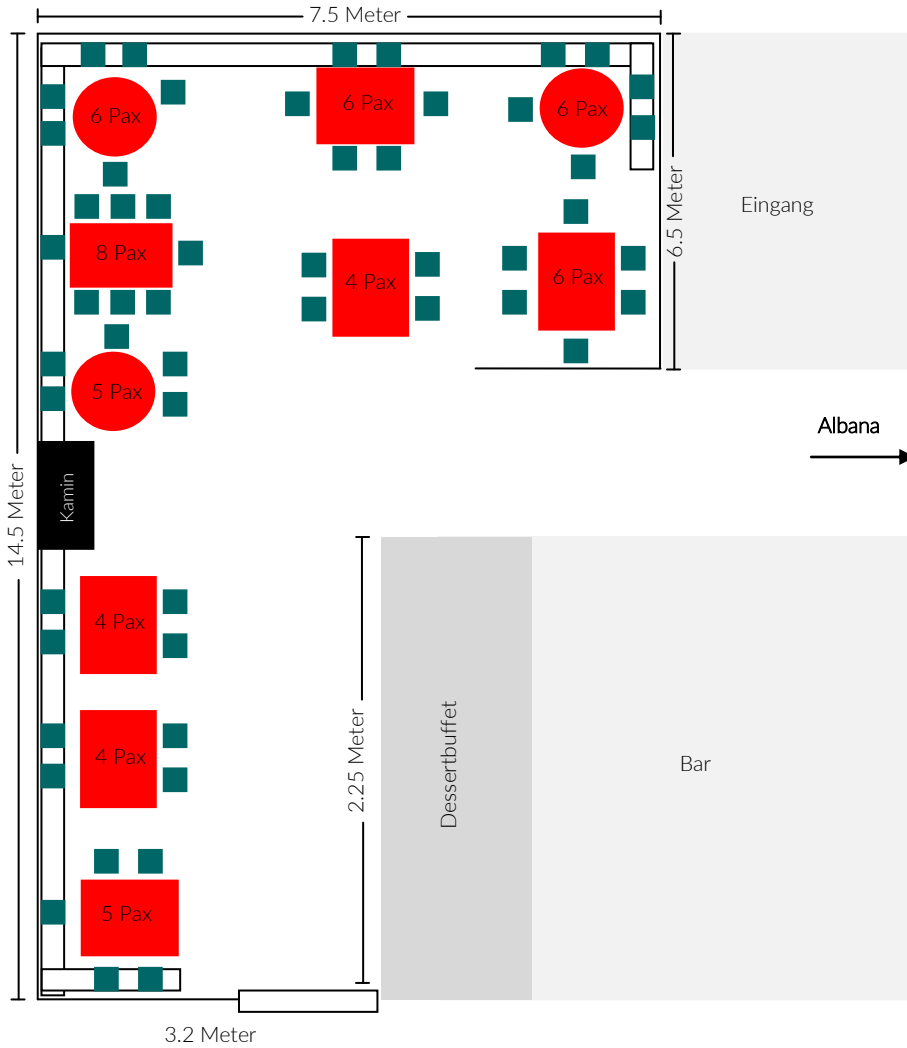 7.5 Meter
6 Pax
6 Pax
6 Pax
Eingang
6.5 Meter
8 Pax
4 Pax
6 Pax
5 Pax
Albana
Kamin
14.5 Meter
4 Pax
2.25 Meter
Dessertbuffet
Bar
4 Pax
5 Pax
3.2 Meter